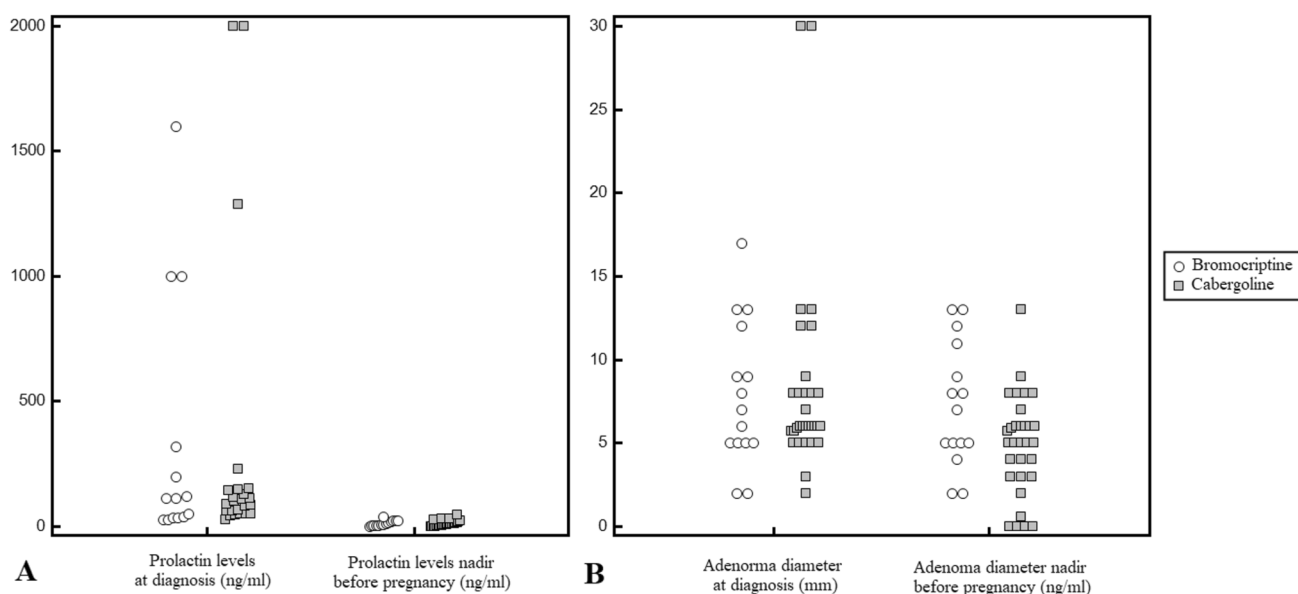 2000
1500
1000
500
0
Prolactin levels
at diagnosis (ng/ml)
Prolactin levels nadir
before pregnancy (ng/ml)
A
30
25
20
15
10
5
0
Adenorma diameter
at diagnosis (mm)
Adenoma diameter nadir
before pregnancy (ng/ml)
B
Bromocriptine
Cabergoline